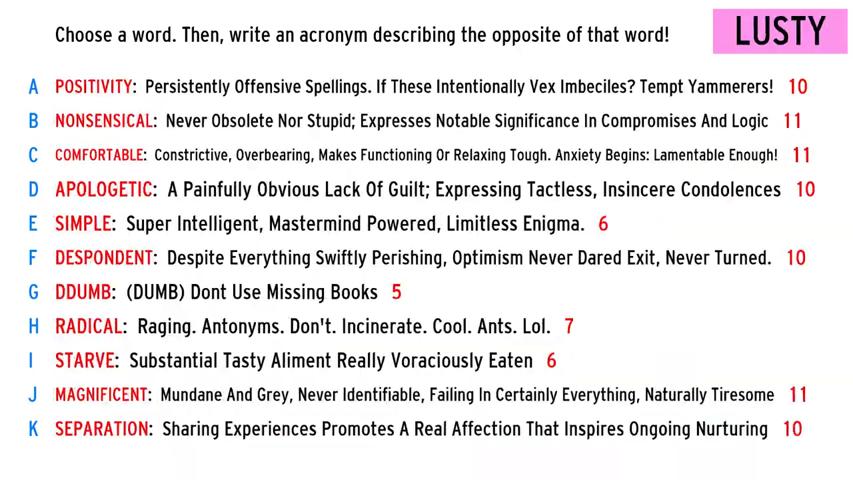 Choose a word. Then, write an acronym describing the opposite of that word!
LUSTY
A POSITIVITY: Persistently Offensive Spellings. If These Intentionally Vex Imbeciles? Tempt Yammerers! 10
B NONSENSICAL: Never Obsolete Nor Stupid; Expresses Notable Significance In Compromises And Logic 11
C COMFORTABLE: Constrictive, Overbearing, Makes Functioning Or Relaxing Tough. Anxiety Begins: Lamentable Enough! 11
D APOLOGETIC: A Painfully Obvious Lack Of Guilt; Expressing Tactless, Insincere Condolences 10
E SIMPLE: Super Intelligent, Mastermind Powered, Limitless Enigma. 6
F DESPONDENT: Despite Everything Swiftly Perishing, Optimism Never Dared Exit, Never Turned. 10
G DDUMB: (DUMB) Dont Use Missing Books 5
H RADICAL: Raging. Antonyms. Don't. Incinerate. Cool. Ants. Lol. 7
I STARVE: Substantial Tasty Aliment Really Voraciously Eaten 6
J MAGNIFICENT: Mundane And Grey, Never Identifiable, Failing In Certainly Everything, Naturally Tiresome 11
K SEPARATION: Sharing Experiences Promotes A Real Affection That Inspires Ongoing Nurturing 10